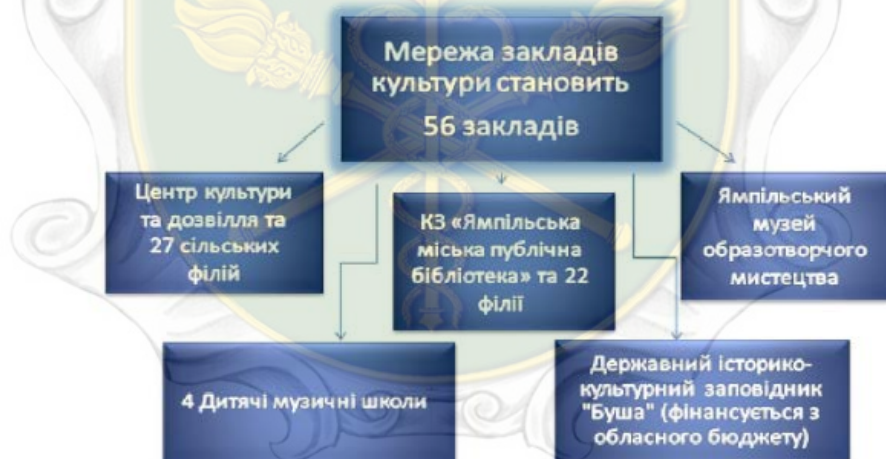 Мережа закладів
культури становить
56 закладів
Центр культури
та дозвілля та
27 сільських
філій
КЗ «Ямпільська
міська публічна
бібліотека» та 22
філії
Ямпільський
музей
образотворчого
мистецтва
4 Дитячі музичні школи
Державний історико-
культурний заповідник
"Буша" (фінансується з
обласного бюджету)